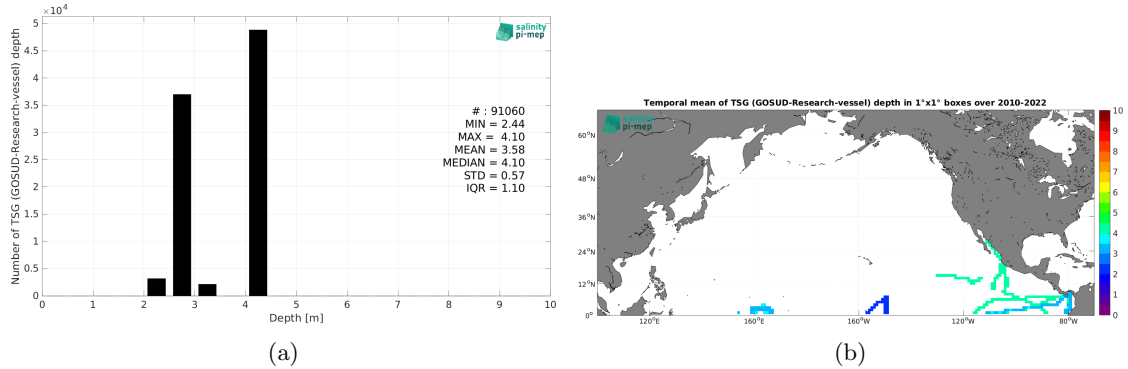 ×10⁴
5
4.5
4
3.5
3
2.5
2
1.5
1
0.5
0
Number of TSG (GOSUD-Research-vessel) depth
salinity
pi-mep
# : 91060
MIN = 2.44
MAX = 4.10
MEAN = 3.58
MEDIAN = 4.10
STD = 0.57
IQR = 1.10
0 1 2 3 4 5 6 7 8 9 10
Depth [m]
(a)
Temporal mean of TSG (GOSUD-Research-vessel) depth in 1°x1° boxes over 2010-2022
salinity
pi-mep
60°N
48°N
36°N
24°N
12°N
0°
120°E 160°E 160°W 120°W 80°W
10
9
8
7
6
5
4
3
2
1
0
(b)